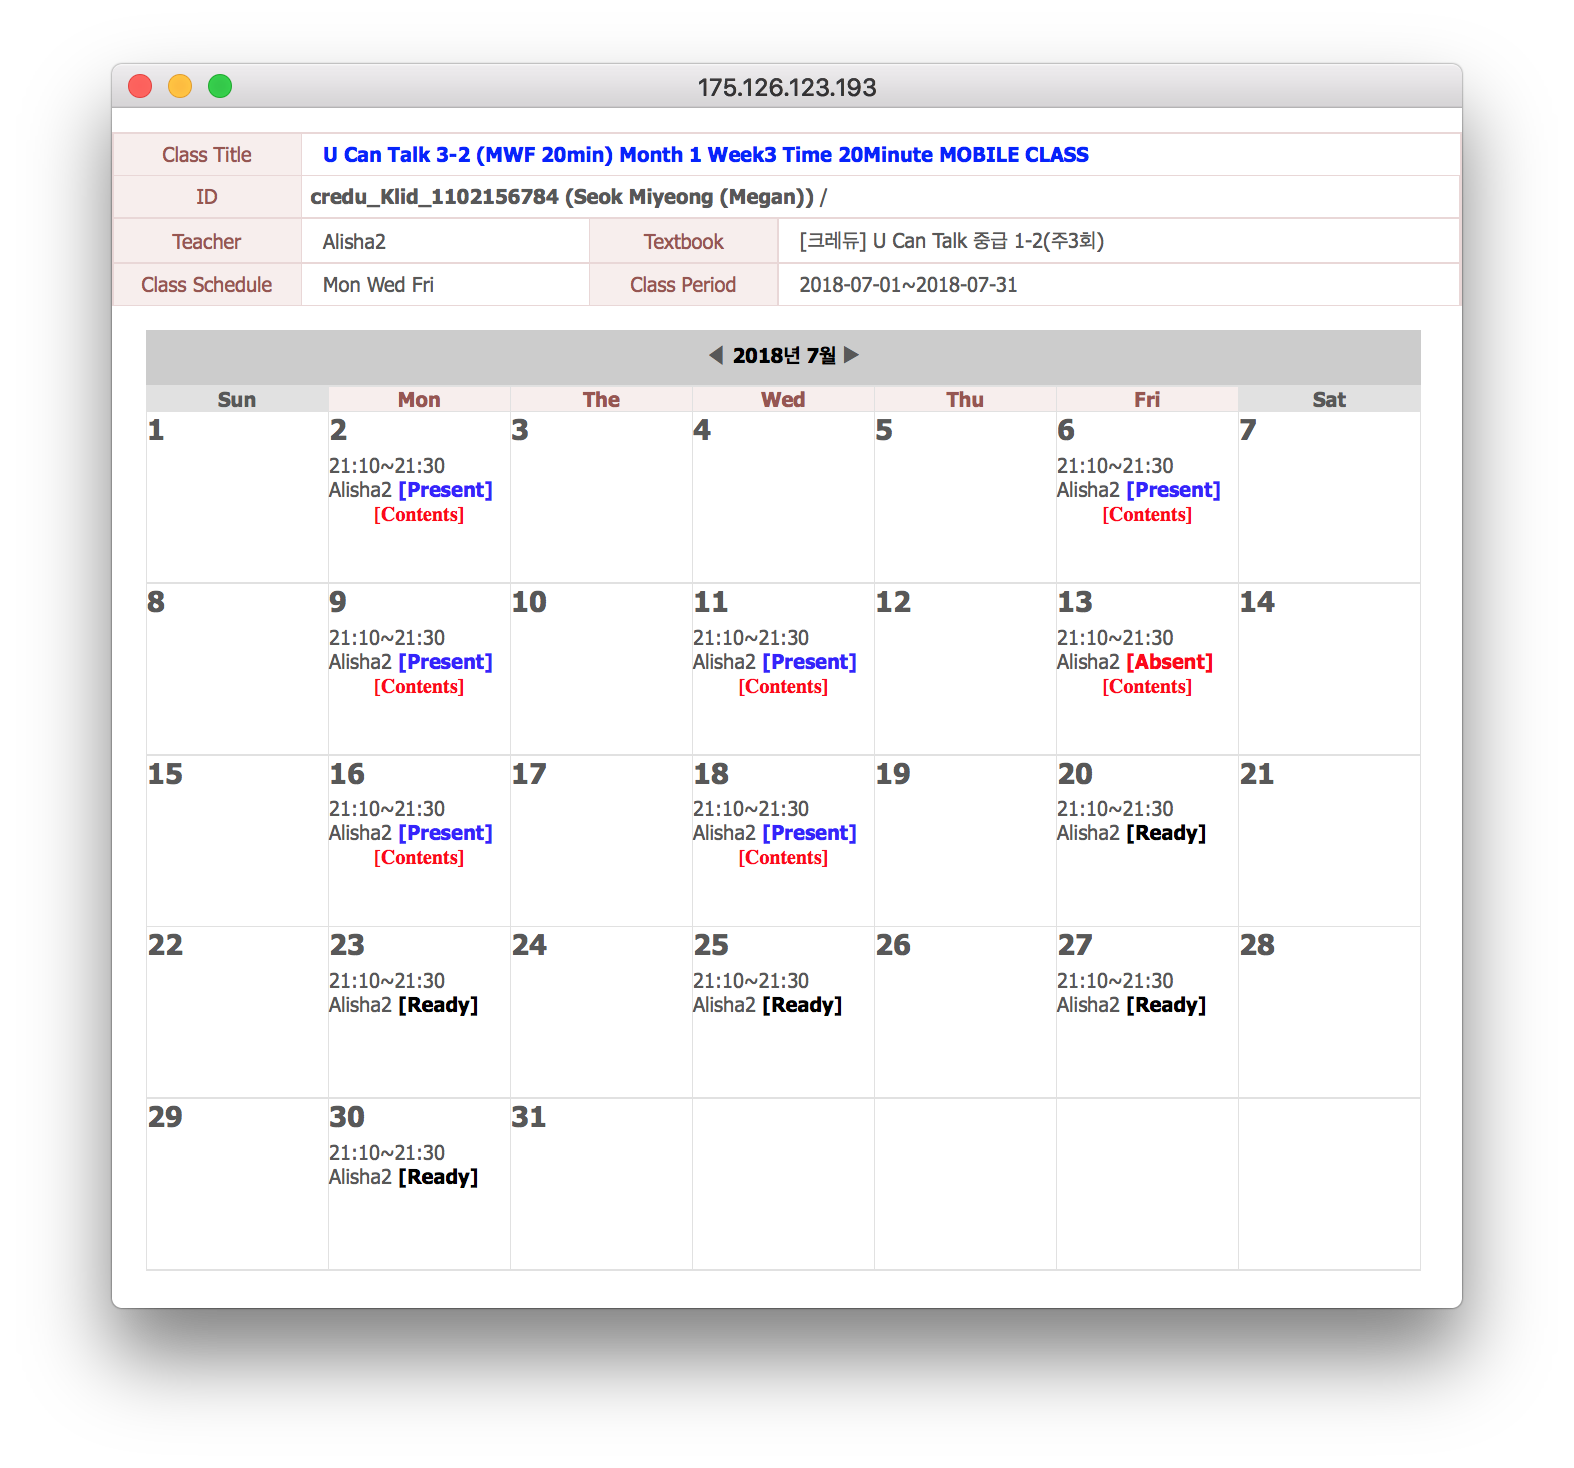 175.126.123.193
Class Title U Can Talk 3-2 (MWF 20min) Month 1 Week3 Time 20Minute MOBILE CLASS
ID credu_Klid_1102156784 (Seok Miyeong (Megan)) /
Teacher Alisha2 Textbook [크레듀] U Can Talk 중급 1-2(주3회)
Class Schedule Mon Wed Fri Class Period 2018-07-01~2018-07-31
◀ 2018년 7월 ▶
Sun Mon The Wed Thu Fri Sat
1 2 3 4 5 6 7
21:10~21:30 21:10~21:30
Alisha2 [Present] Alisha2 [Present]
[Contents] [Contents]
8 9 10 11 12 13 14
21:10~21:30 21:10~21:30 21:10~21:30
Alisha2 [Present] Alisha2 [Present] Alisha2 [Absent]
[Contents] [Contents] [Contents]
15 16 17 18 19 20 21
21:10~21:30 21:10~21:30 21:10~21:30
Alisha2 [Present] Alisha2 [Present] Alisha2 [Ready]
[Contents] [Contents]
22 23 24 25 26 27 28
21:10~21:30 21:10~21:30 21:10~21:30
Alisha2 [Ready] Alisha2 [Ready] Alisha2 [Ready]
29 30 31
21:10~21:30
Alisha2 [Ready]